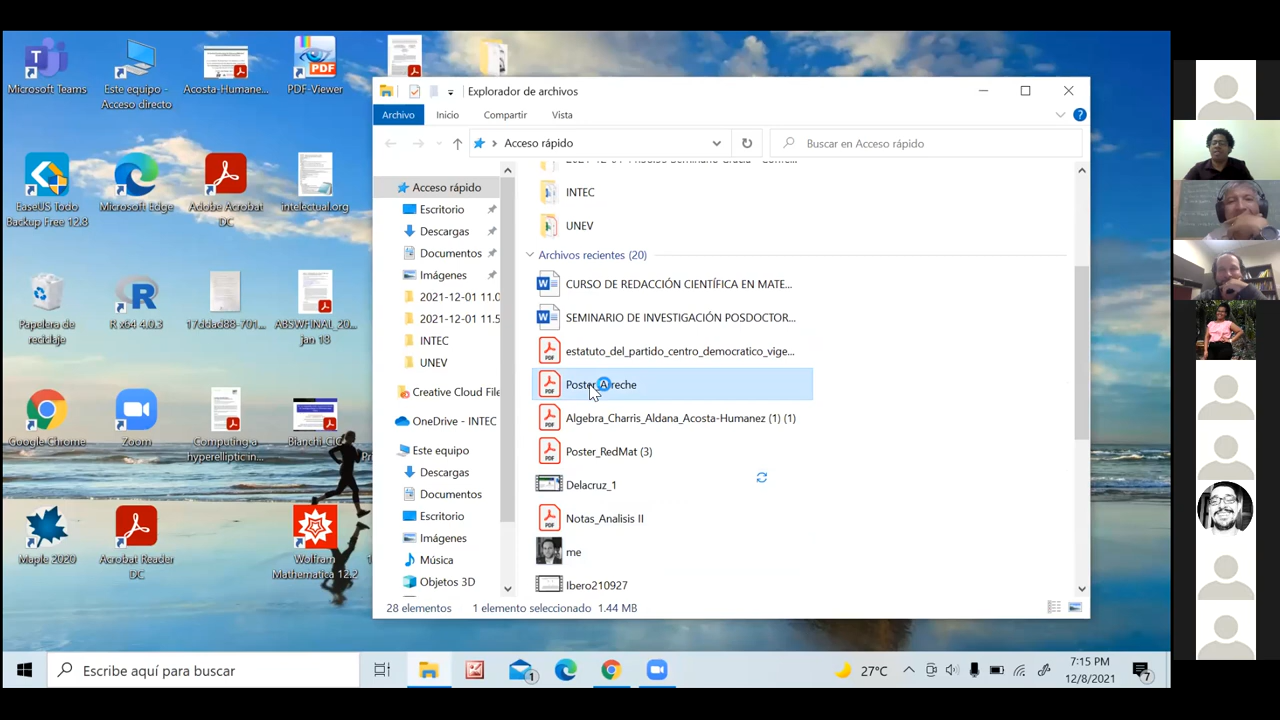 Microsoft Teams
Este equipo -
Acceso directo
Acosta-Humane...
PDF-Viewer
EaseUS Todo
Backup Free 12.8
Microsoft Edge
Adobe Acrobat
DC
intelectual.org
Papelera de
reciclaje
R x64 4.0.3
17ddad88-701...
ABSWFINAL_20...
jan 18
Google Chrome
Zoom
Computing a
hyperelliptic in...
Bianchi_CIC
Maple 2020
Acrobat Reader
DC
Wolfram
Mathematica 12.2
Explorador de archivos
Archivo
Inicio
Compartir
Vista
Acceso rápido
Buscar en Acceso rápido
Acceso rápido
Escritorio
Descargas
Documentos
Imágenes
2021-12-01 11.0
2021-12-01 11.5
INTEC
UNEV
Creative Cloud File
OneDrive - INTEC
Este equipo
Descargas
Documentos
Escritorio
Imágenes
Música
Objetos 3D
INTEC
UNEV
Archivos recientes (20)
CURSO DE REDACCIÓN CIENTÍFICA EN MATE...
SEMINARIO DE INVESTIGACIÓN POSDOCTOR...
estatuto_del_partido_centro_democratico_vige...
Poster_Arreche
Algebra_Charris_Aldana_Acosta-Humanez (1) (1)
Poster_RedMat (3)
Delacruz_1
Notas_Analisis II
me
Ibero210927
28 elementos
1 elemento seleccionado 1.44 MB
Escribe aquí para buscar
27°C
7:15 PM
12/8/2021